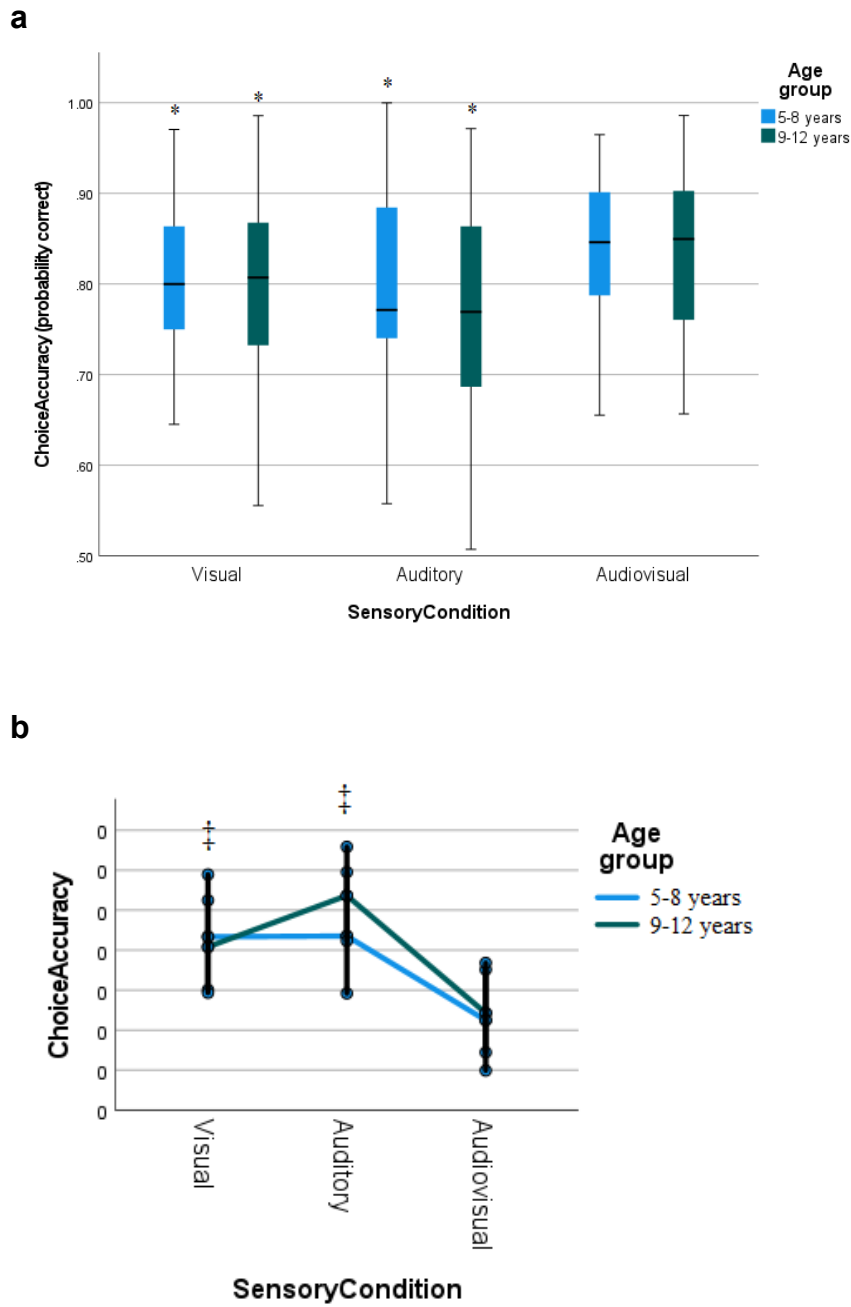 a
Age
group
5-8 years
9-12 years
* * * *
1.00
.90
.80
.70
.60
.50
ChoiceAccuracy (probability correct)
Visual Auditory Audiovisual
SensoryCondition
b
‡ ‡
Age
group
5-8 years
9-12 years
0
0
0
0
0
0
0
0
ChoiceAccuracy
Visual
Auditory
Audiovisual
SensoryCondition